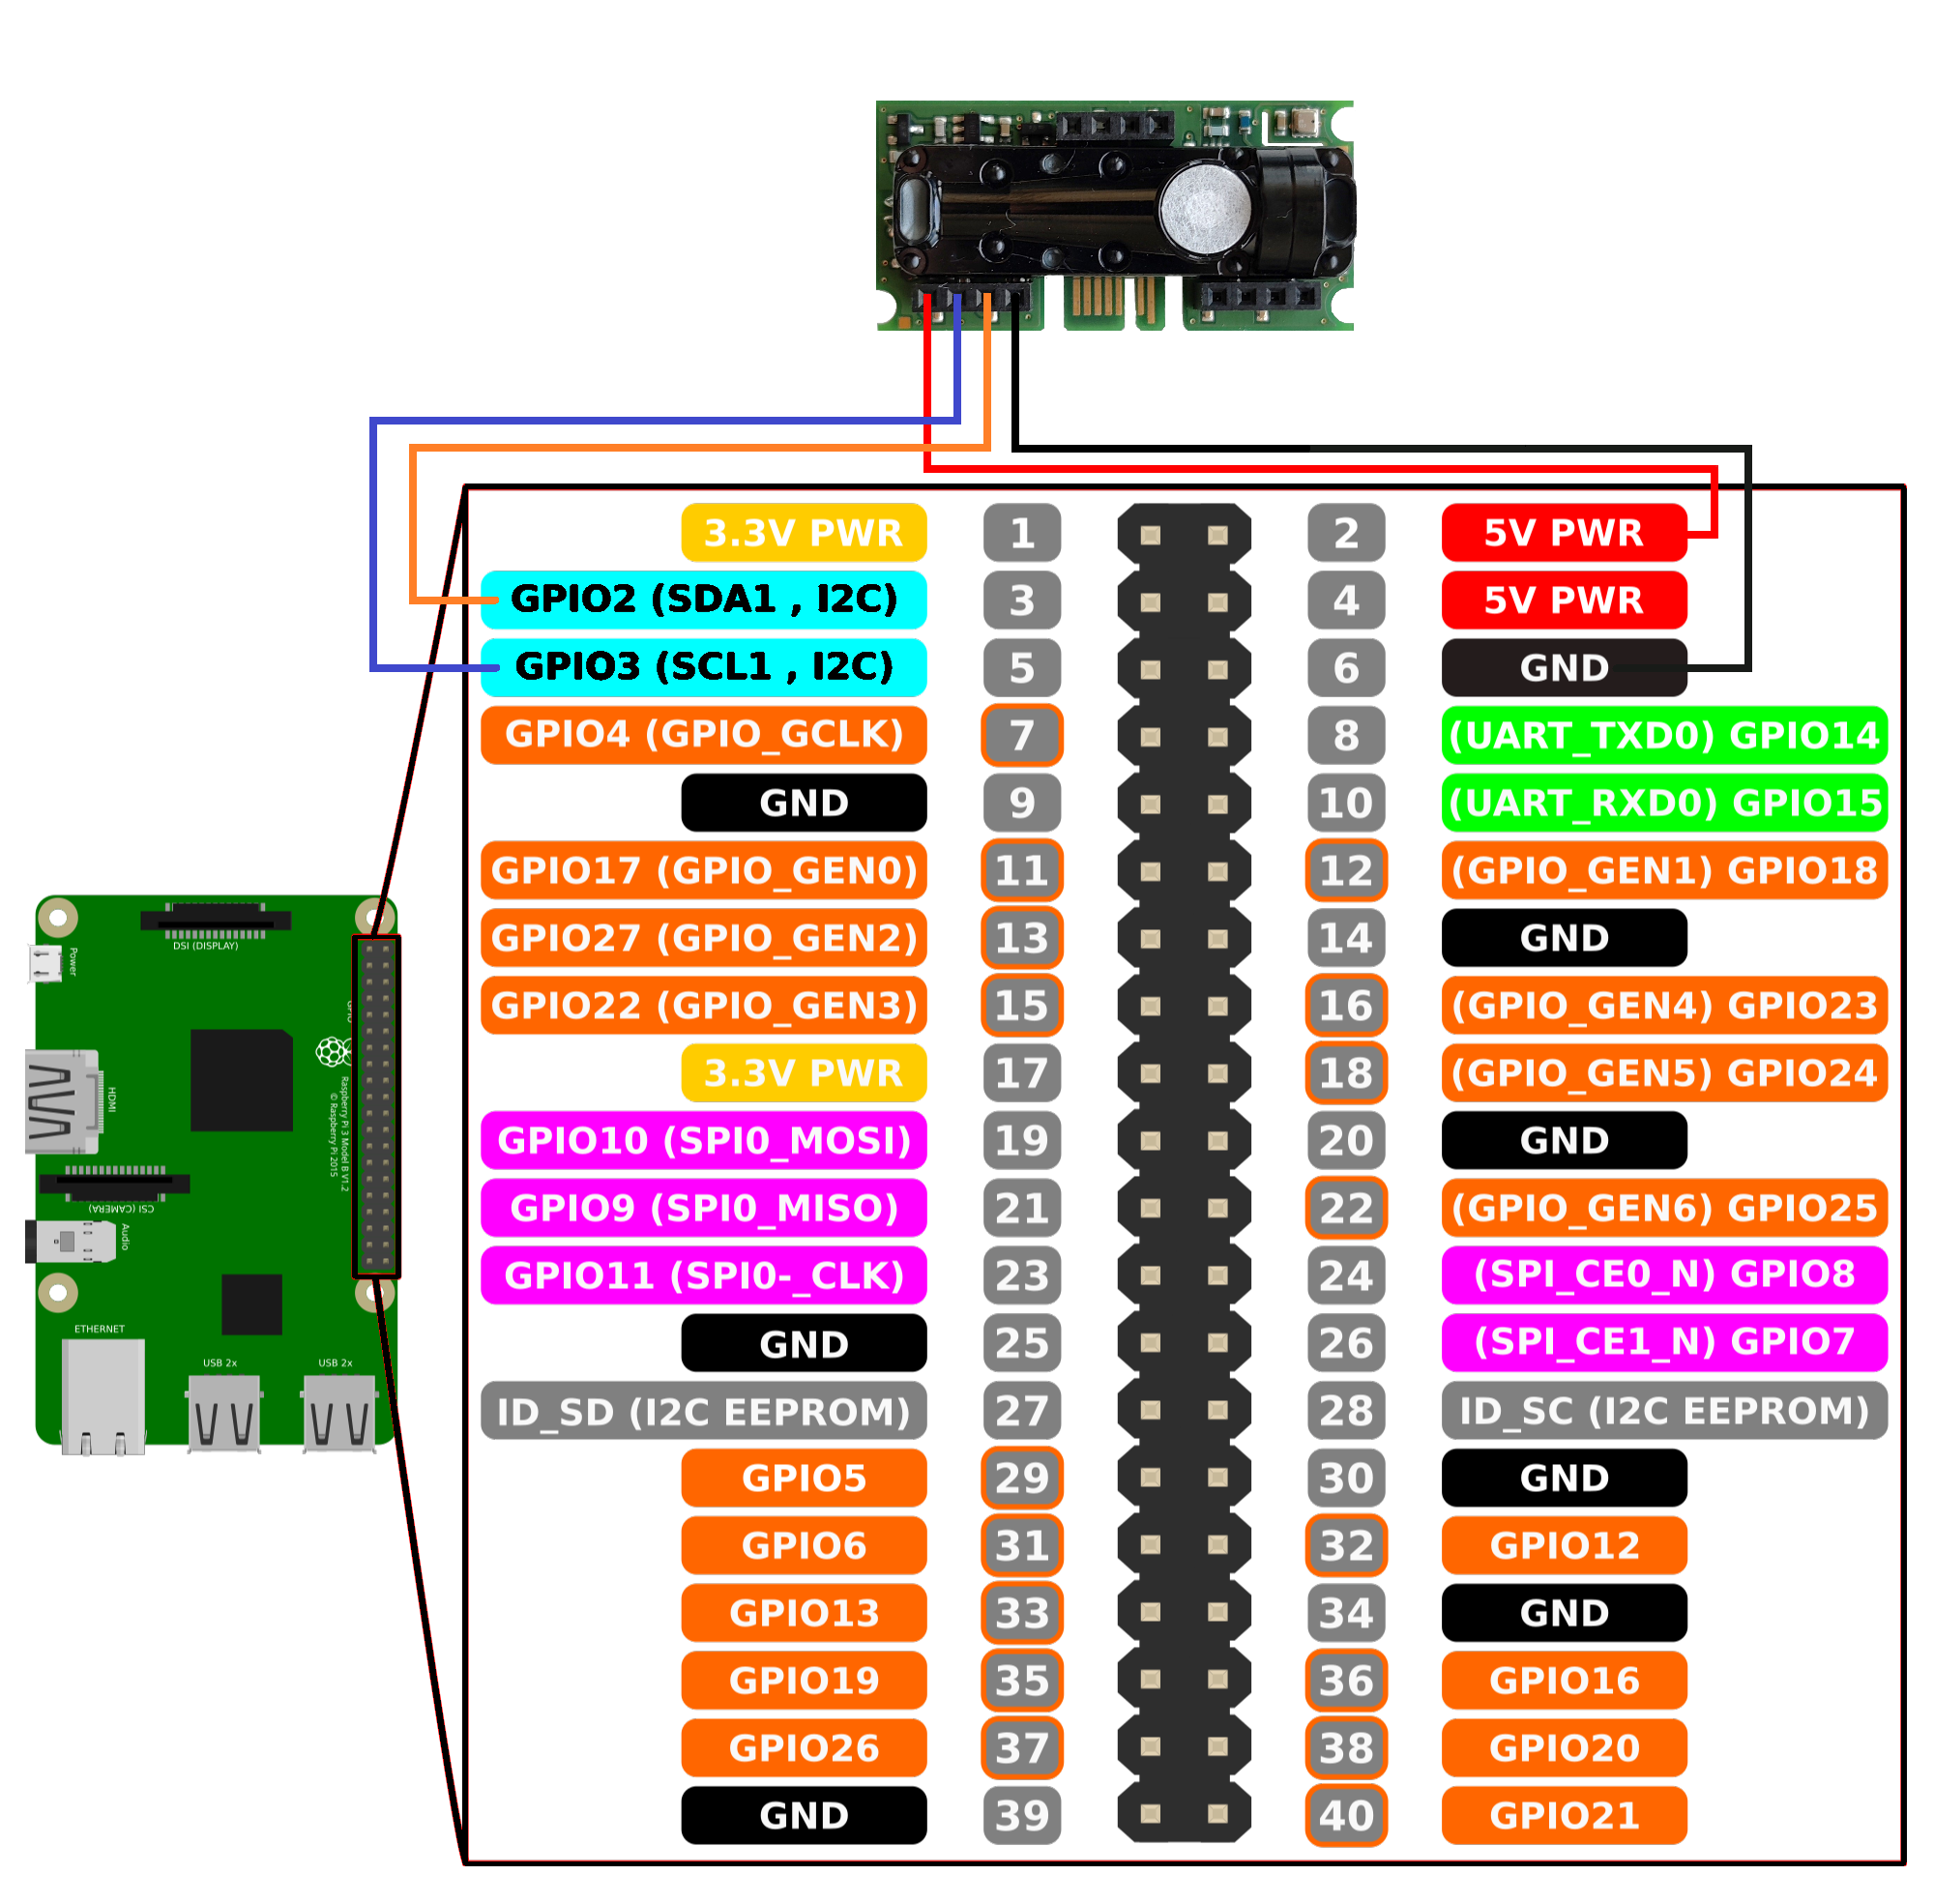 3.3V PWR 1 2 5V PWR
GPIO2 (SDA1 , I2C) 3 4 5V PWR
GPIO3 (SCL1 , I2C) 5 6 GND
GPIO4 (GPIO_GCLK) 7 8 (UART_TXD0) GPIO14
GND 9 10 (UART_RXD0) GPIO15
GPIO17 (GPIO_GEN0) 11 12 (GPIO_GEN1) GPIO18
GPIO27 (GPIO_GEN2) 13 14 GND
GPIO22 (GPIO_GEN3) 15 16 (GPIO_GEN4) GPIO23
3.3V PWR 17 18 (GPIO_GEN5) GPIO24
GPIO10 (SPI0_MOSI) 19 20 GND
GPIO9 (SPI0_MISO) 21 22 (GPIO_GEN6) GPIO25
GPIO11 (SPI0-_CLK) 23 24 (SPI_CE0_N) GPIO8
GND 25 26 (SPI_CE1_N) GPIO7
ID_SD (I2C EEPROM) 27 28 ID_SC (I2C EEPROM)
GPIO5 29 30 GND
GPIO6 31 32 GPIO12
GPIO13 33 34 GND
GPIO19 35 36 GPIO16
GPIO26 37 38 GPIO20
GND 39 40 GPIO21
DSI (DISPLAY)
Power
GPIO
HDMI
Raspberry Pi 3 Model B V1.2
© Raspberry Pi 2015
CSI (CAMERA)
Audio
ETHERNET
USB 2x
USB 2x